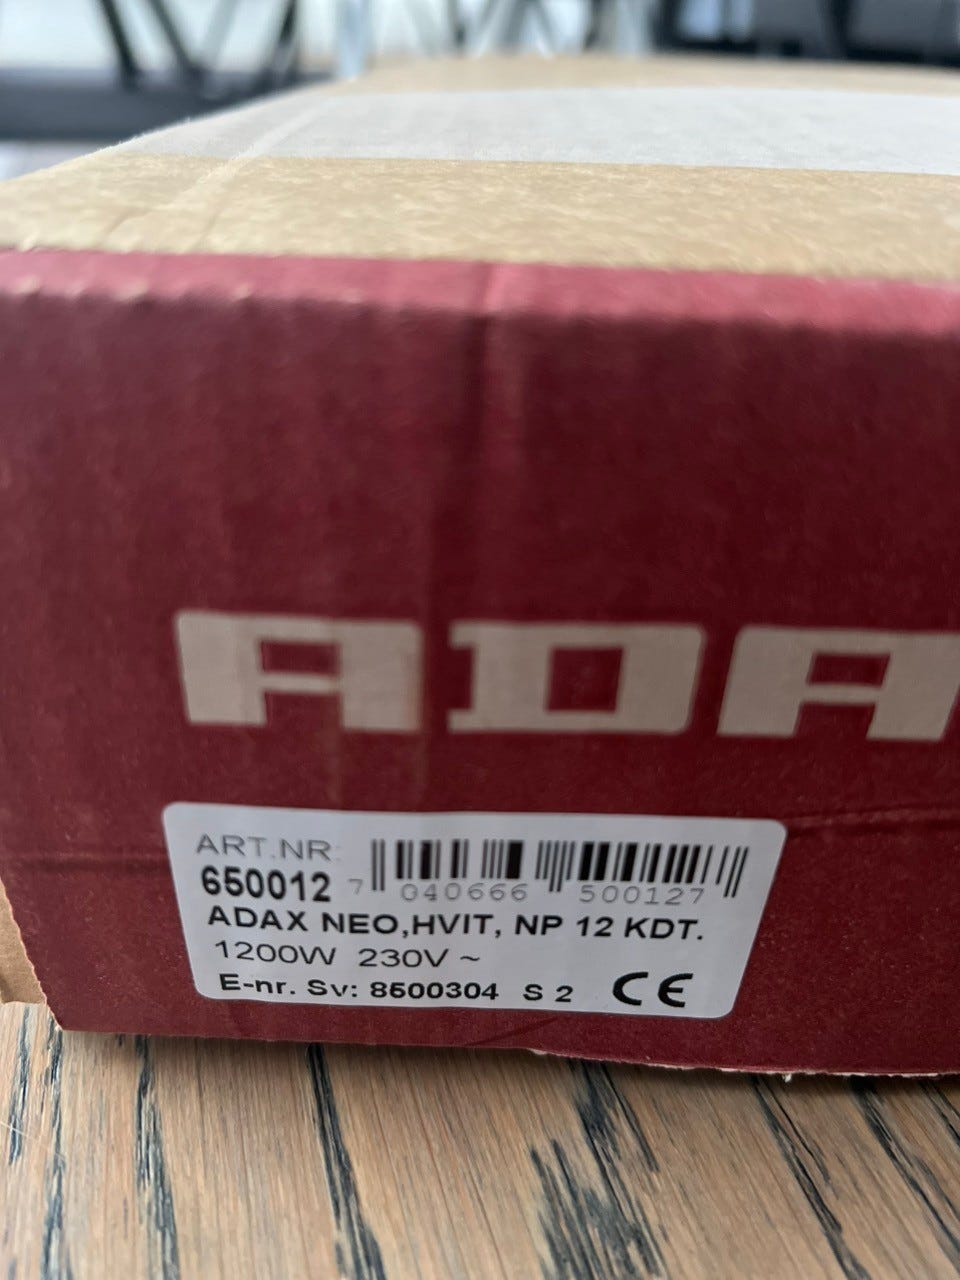 ADA
ART.NR:
650012
7 040666 500127
ADAX NEO,HVIT, NP 12 KDT.
1200W 230V ~
E-nr. Sv: 8500304 S 2 CE